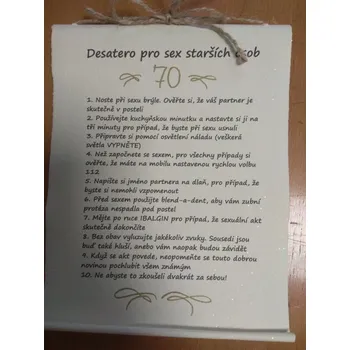 Desatero pro sex starších osob
70
1. Noste při sexu brýle. Ověřte si, že váš partner je
skutečně v posteli
2. Používejte kuchyňskou minutku a nastavte si ji na
tři minuty pro případ, že byste při sexu usnuli
3. Připravte si pomocí osvětlení náladu (veškerá
světla VYPNĚTE)
4. Než započnete se sexem, pro všechny případy si
ověřte, že máte na mobilu nastavenou rychlou volbu
112
5. Napište si jméno partnera na dlaň, pro případ, že
byste si nemohli vzpomenout
6. Před sexem použijte blend-a-dent, aby vám zubní
protéza nespadla pod postel
7. Mějte po ruce IBALGIN pro případ, že sexuální akt
skutečně dokončíte
8. Bez obav vyluzujte jakékoliv zvuky. Sousedi jsou
buď také hluší, anebo vám naopak budou závidět
9. Když se akt povede, neopomeňte se touto dobrou
novinou pochlubit všem známým
10. Ne abyste to zkoušeli dvakrát za sebou!